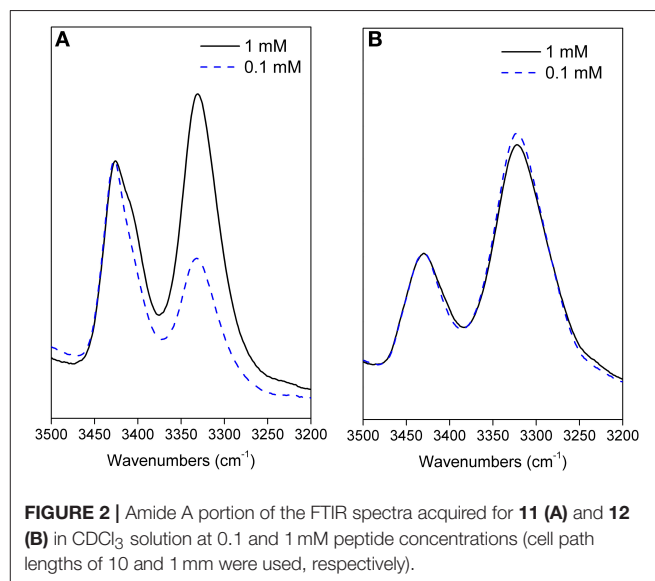 A
1 mM
0.1 mM
B
1 mM
0.1 mM
3500 3450 3400 3350 3300 3250 3200
Wavenumbers (cm⁻¹)
3500 3450 3400 3350 3300 3250 3200
Wavenumbers (cm⁻¹)
FIGURE 2 | Amide A portion of the FTIR spectra acquired for 11 (A) and 12
(B) in CDCl₃ solution at 0.1 and 1 mM peptide concentrations (cell path
lengths of 10 and 1 mm were used, respectively).